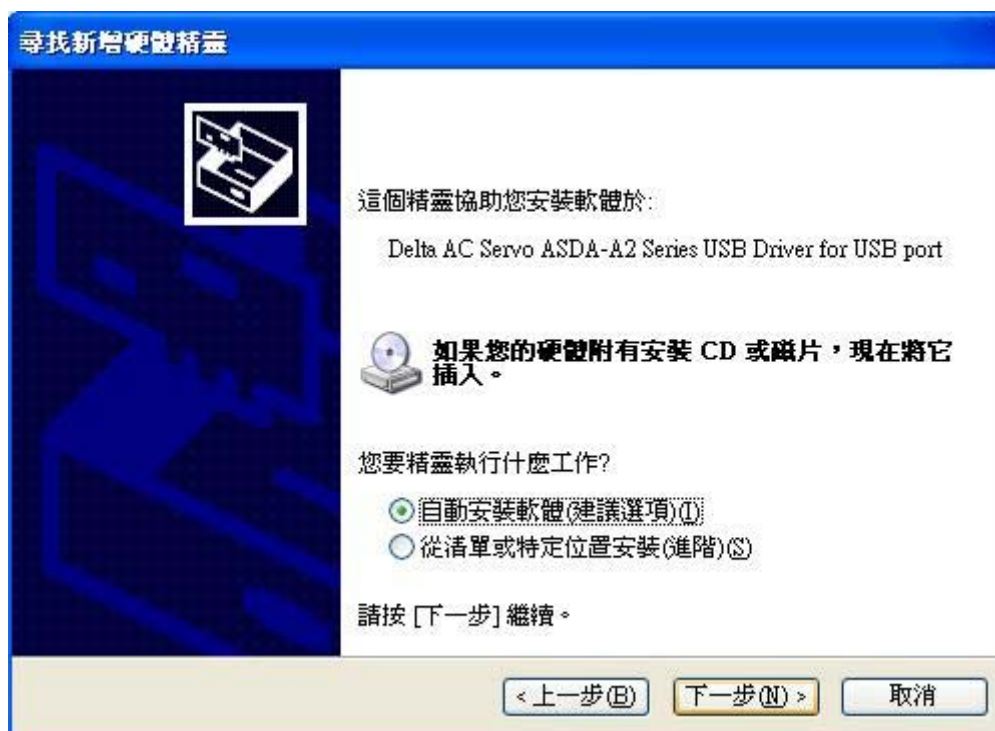 尋找新增硬體精靈
這個精靈協助您安裝軟體於:
Delta AC Servo ASDA-A2 Series USB Driver for USB port
如果您的硬體附有安裝 CD 或磁片，現在將它
插入。
您要精靈執行什麼工作?
自動安裝軟體(建議選項)(I)
從清單或特定位置安裝(進階)(S)
請按 [下一步] 繼續。
< 上一步(B)
下一步(N) >
取消